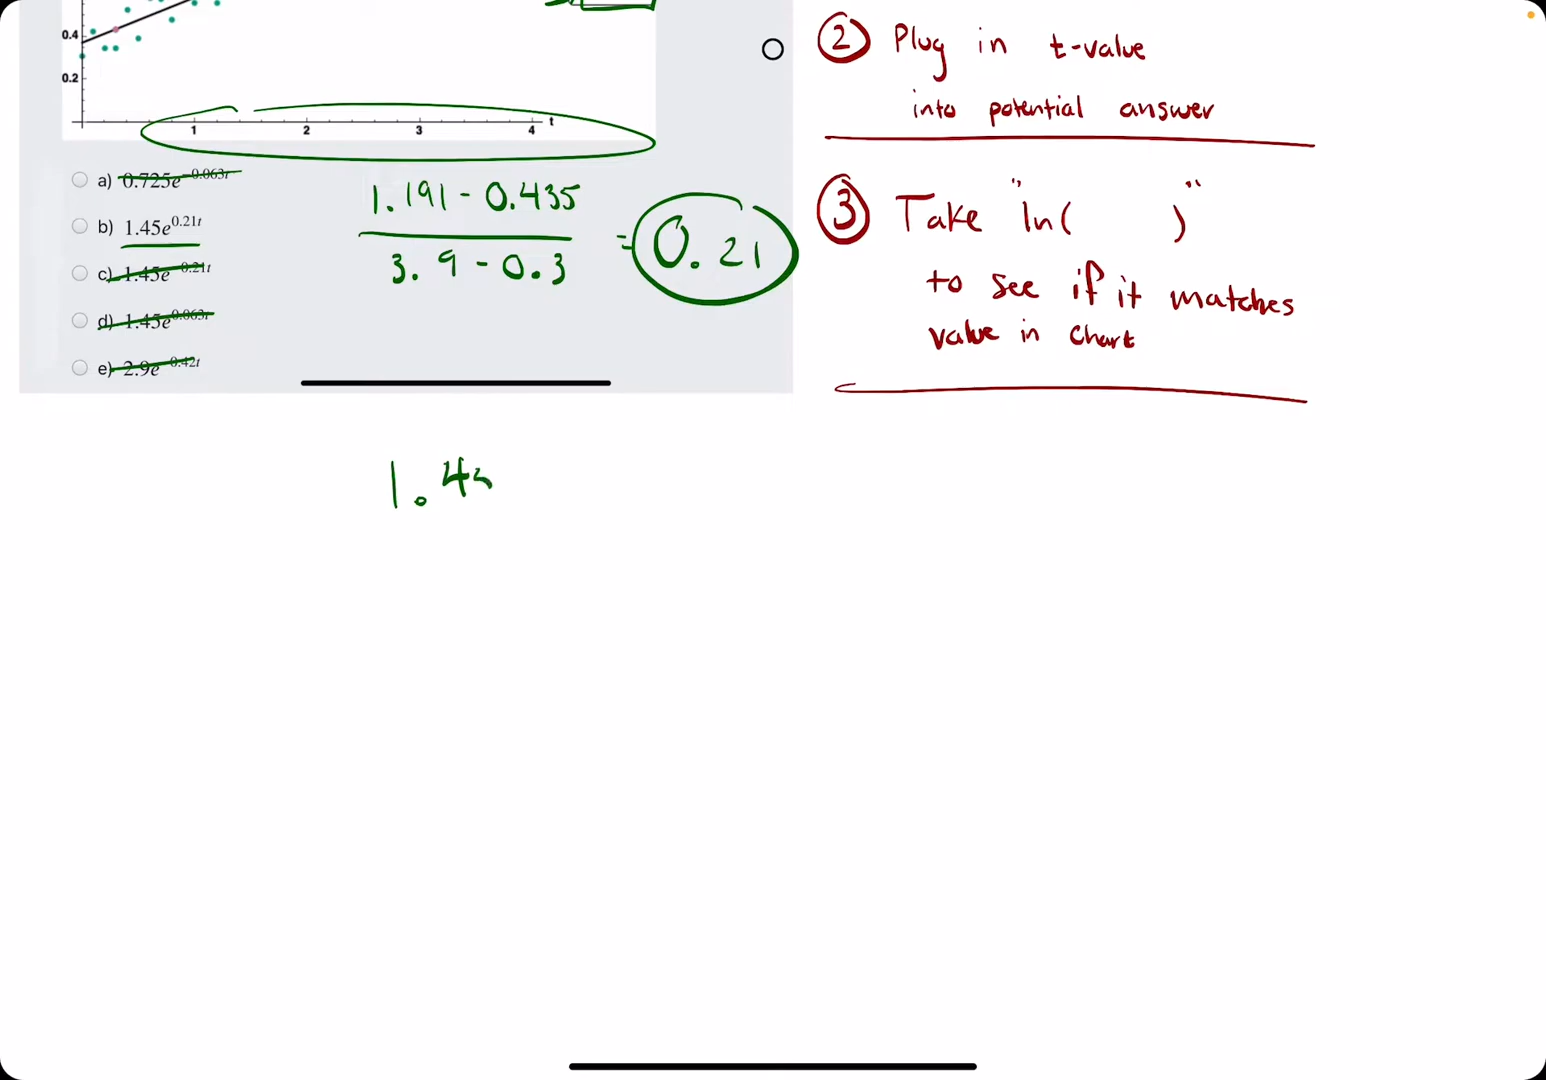 0.4
0.2
1 2 3 4 t
a) 0.725e^-0.063t
b) 1.45e^0.21t
c) 1.45e^-0.21t
d) 1.45e^0.063t
e) 2.9e^-0.42t
1.191 - 0.435
3.9 - 0.3
= 0.21
② Plug in t-value
into potential answer
③ Take "ln( )"
to see if it matches
value in chart
1.45